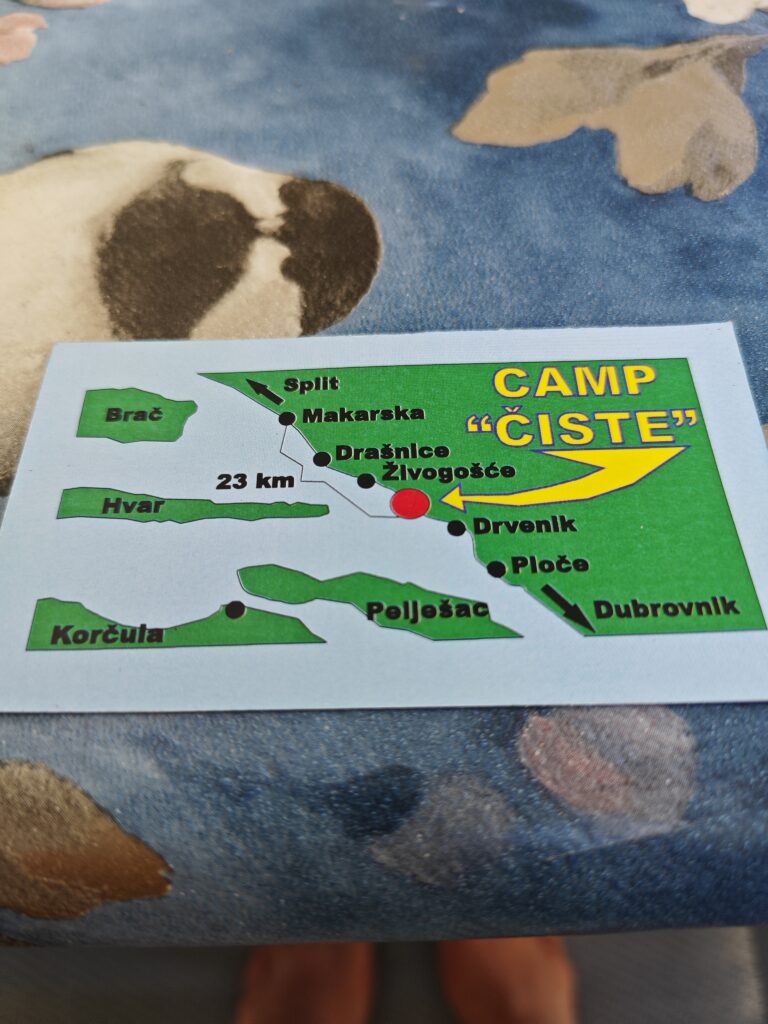 CAMP
“ČISTE”
Split
Brač
Makarska
Drašnice
Živogošće
23 km
Hvar
Drvenik
Ploče
Pelješac
Dubrovnik
Korčula